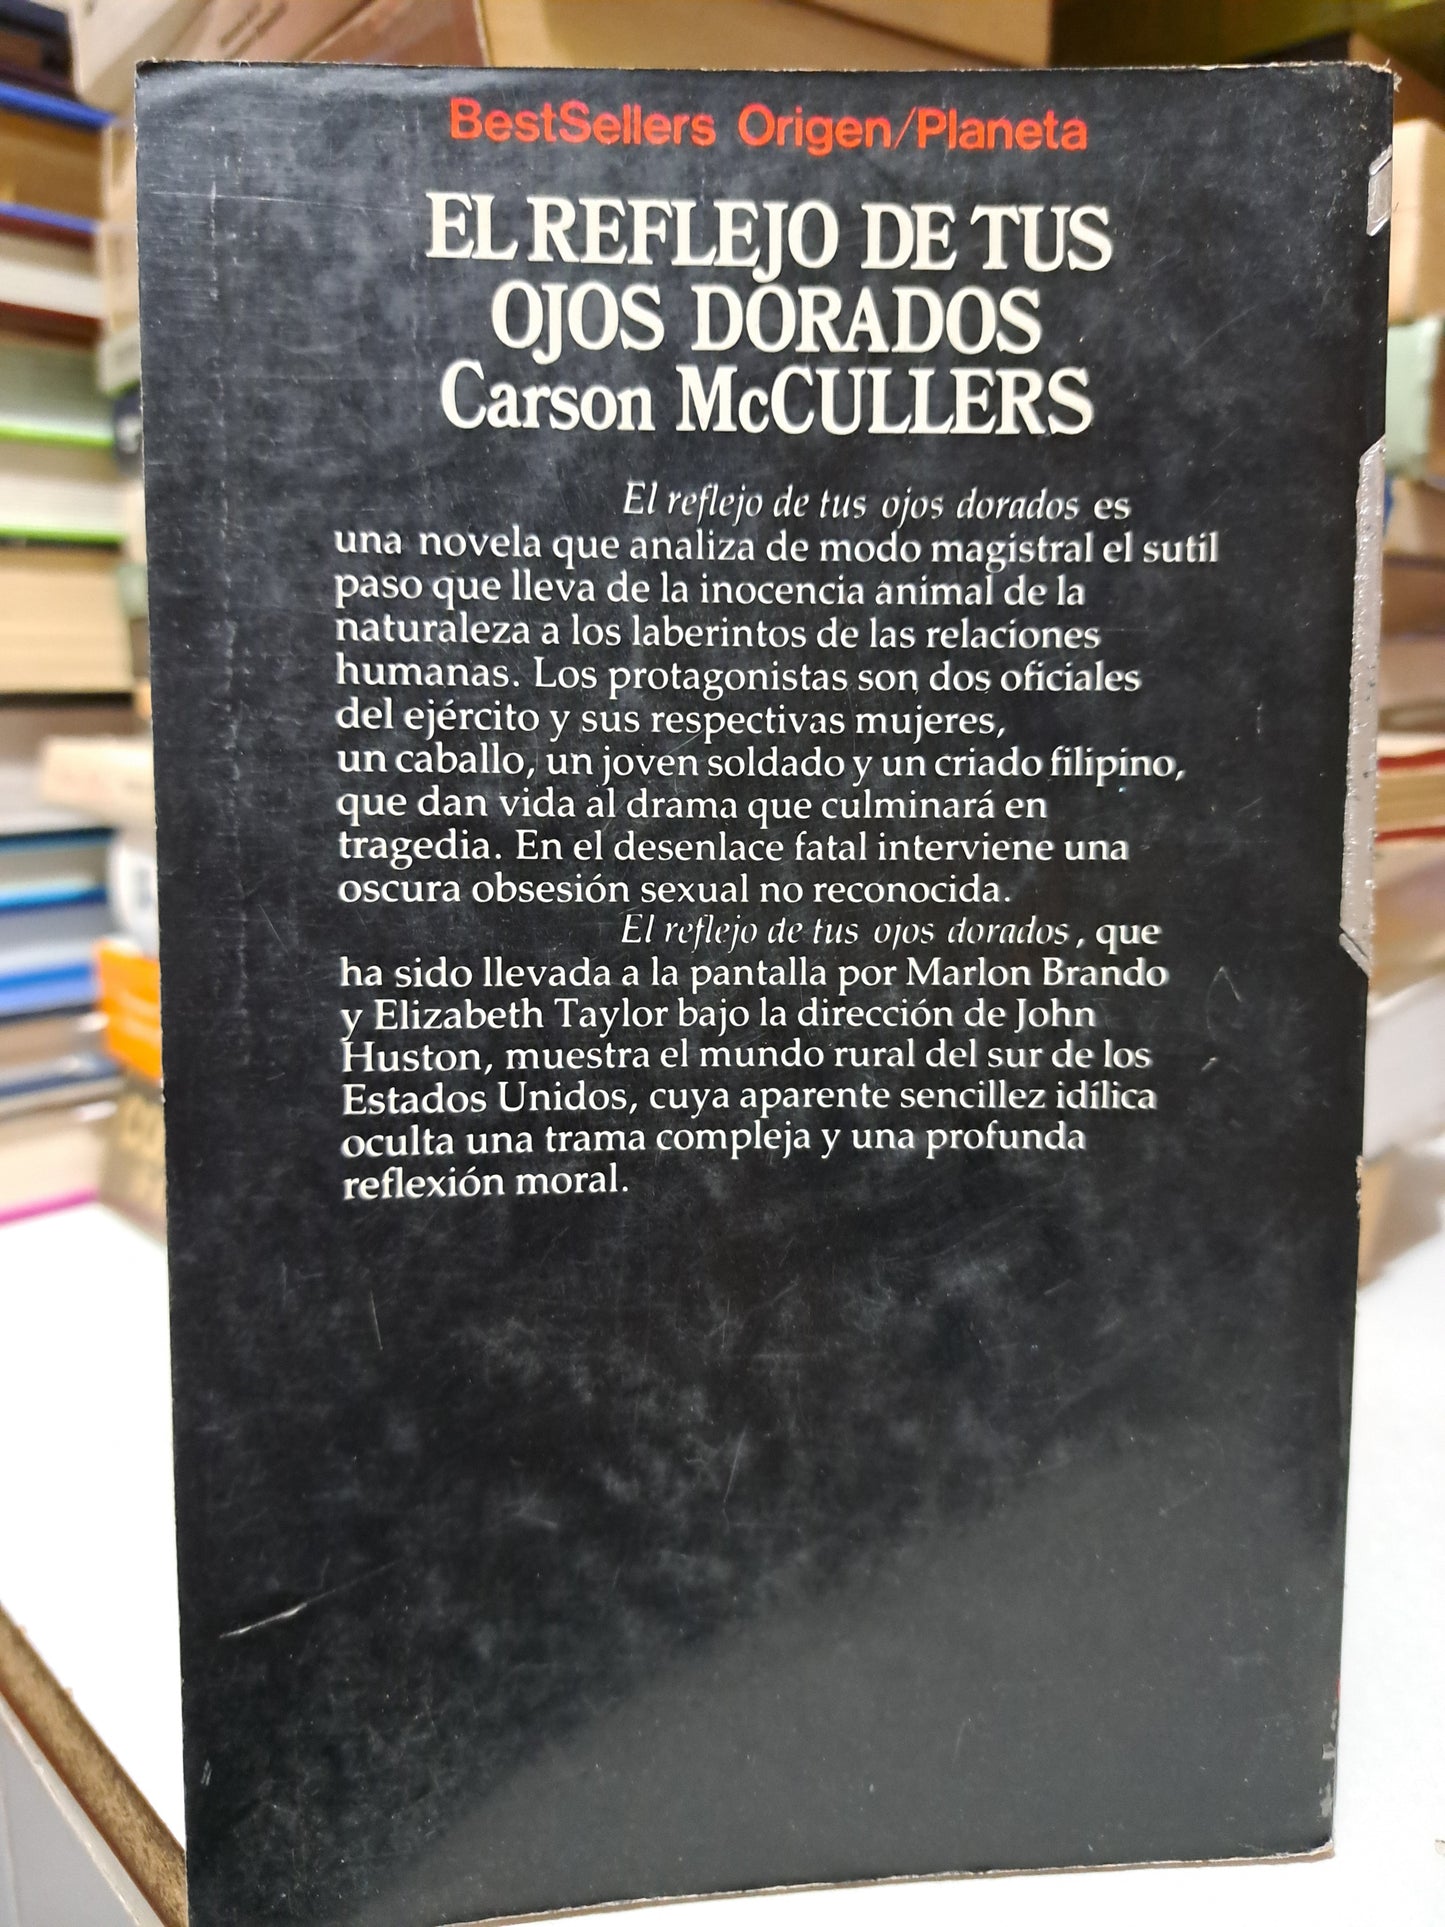 BestSellers Origen/Planeta
EL REFLEJO DE TUS
OJOS DORADOS
Carson McCULLERS
El reflejo de tus ojos dorados es
una novela que analiza de modo magistral el sutil
paso que lleva de la inocencia animal de la
naturaleza a los laberintos de las relaciones
humanas. Los protagonistas son dos oficiales
del ejército y sus respectivas mujeres,
un caballo, un joven soldado y un criado filipino,
que dan vida al drama que culminará en
tragedia. En el desenlace fatal interviene una
oscura obsesión sexual no reconocida.
El reflejo de tus ojos dorados, que
ha sido llevada a la pantalla por Marlon Brando
y Elizabeth Taylor bajo la dirección de John
Huston, muestra el mundo rural del sur de los
Estados Unidos, cuya aparente sencillez idílica
oculta una trama compleja y una profunda
reflexión moral.